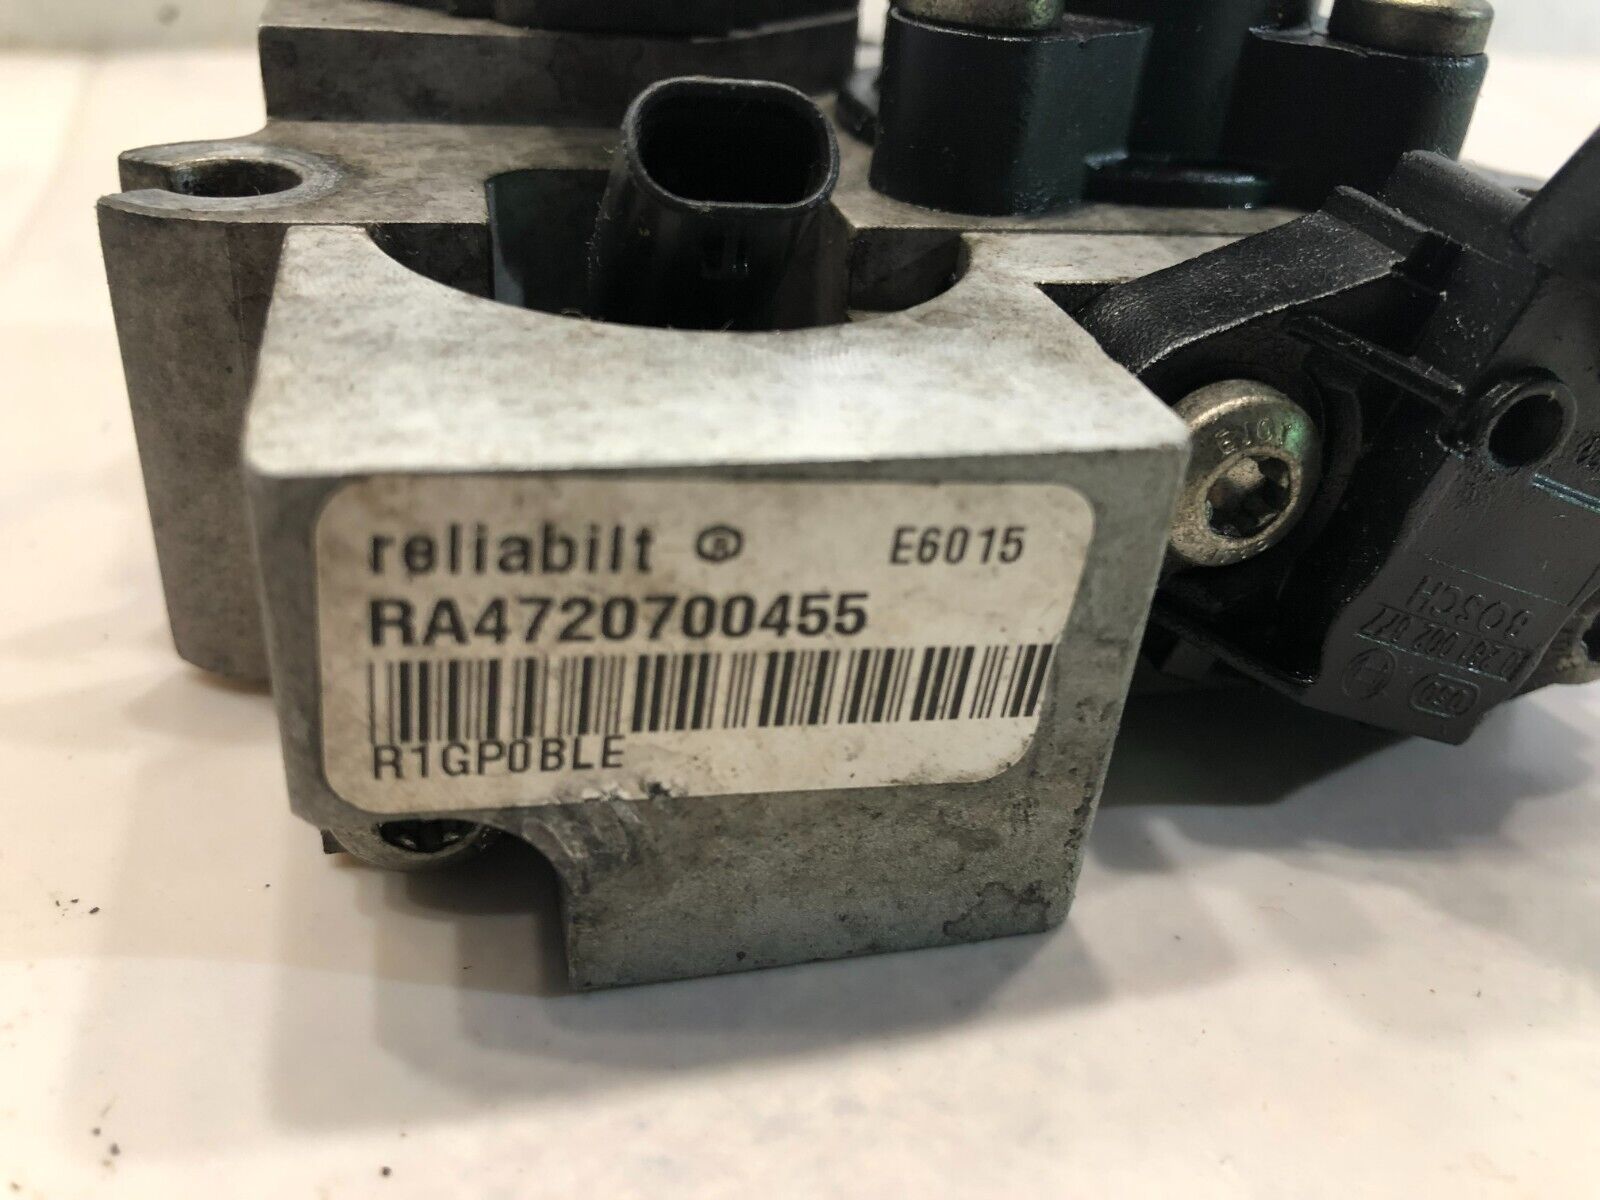 reliabilt ® E6015
RA4720700455
R1GP0BLE
BOSCH